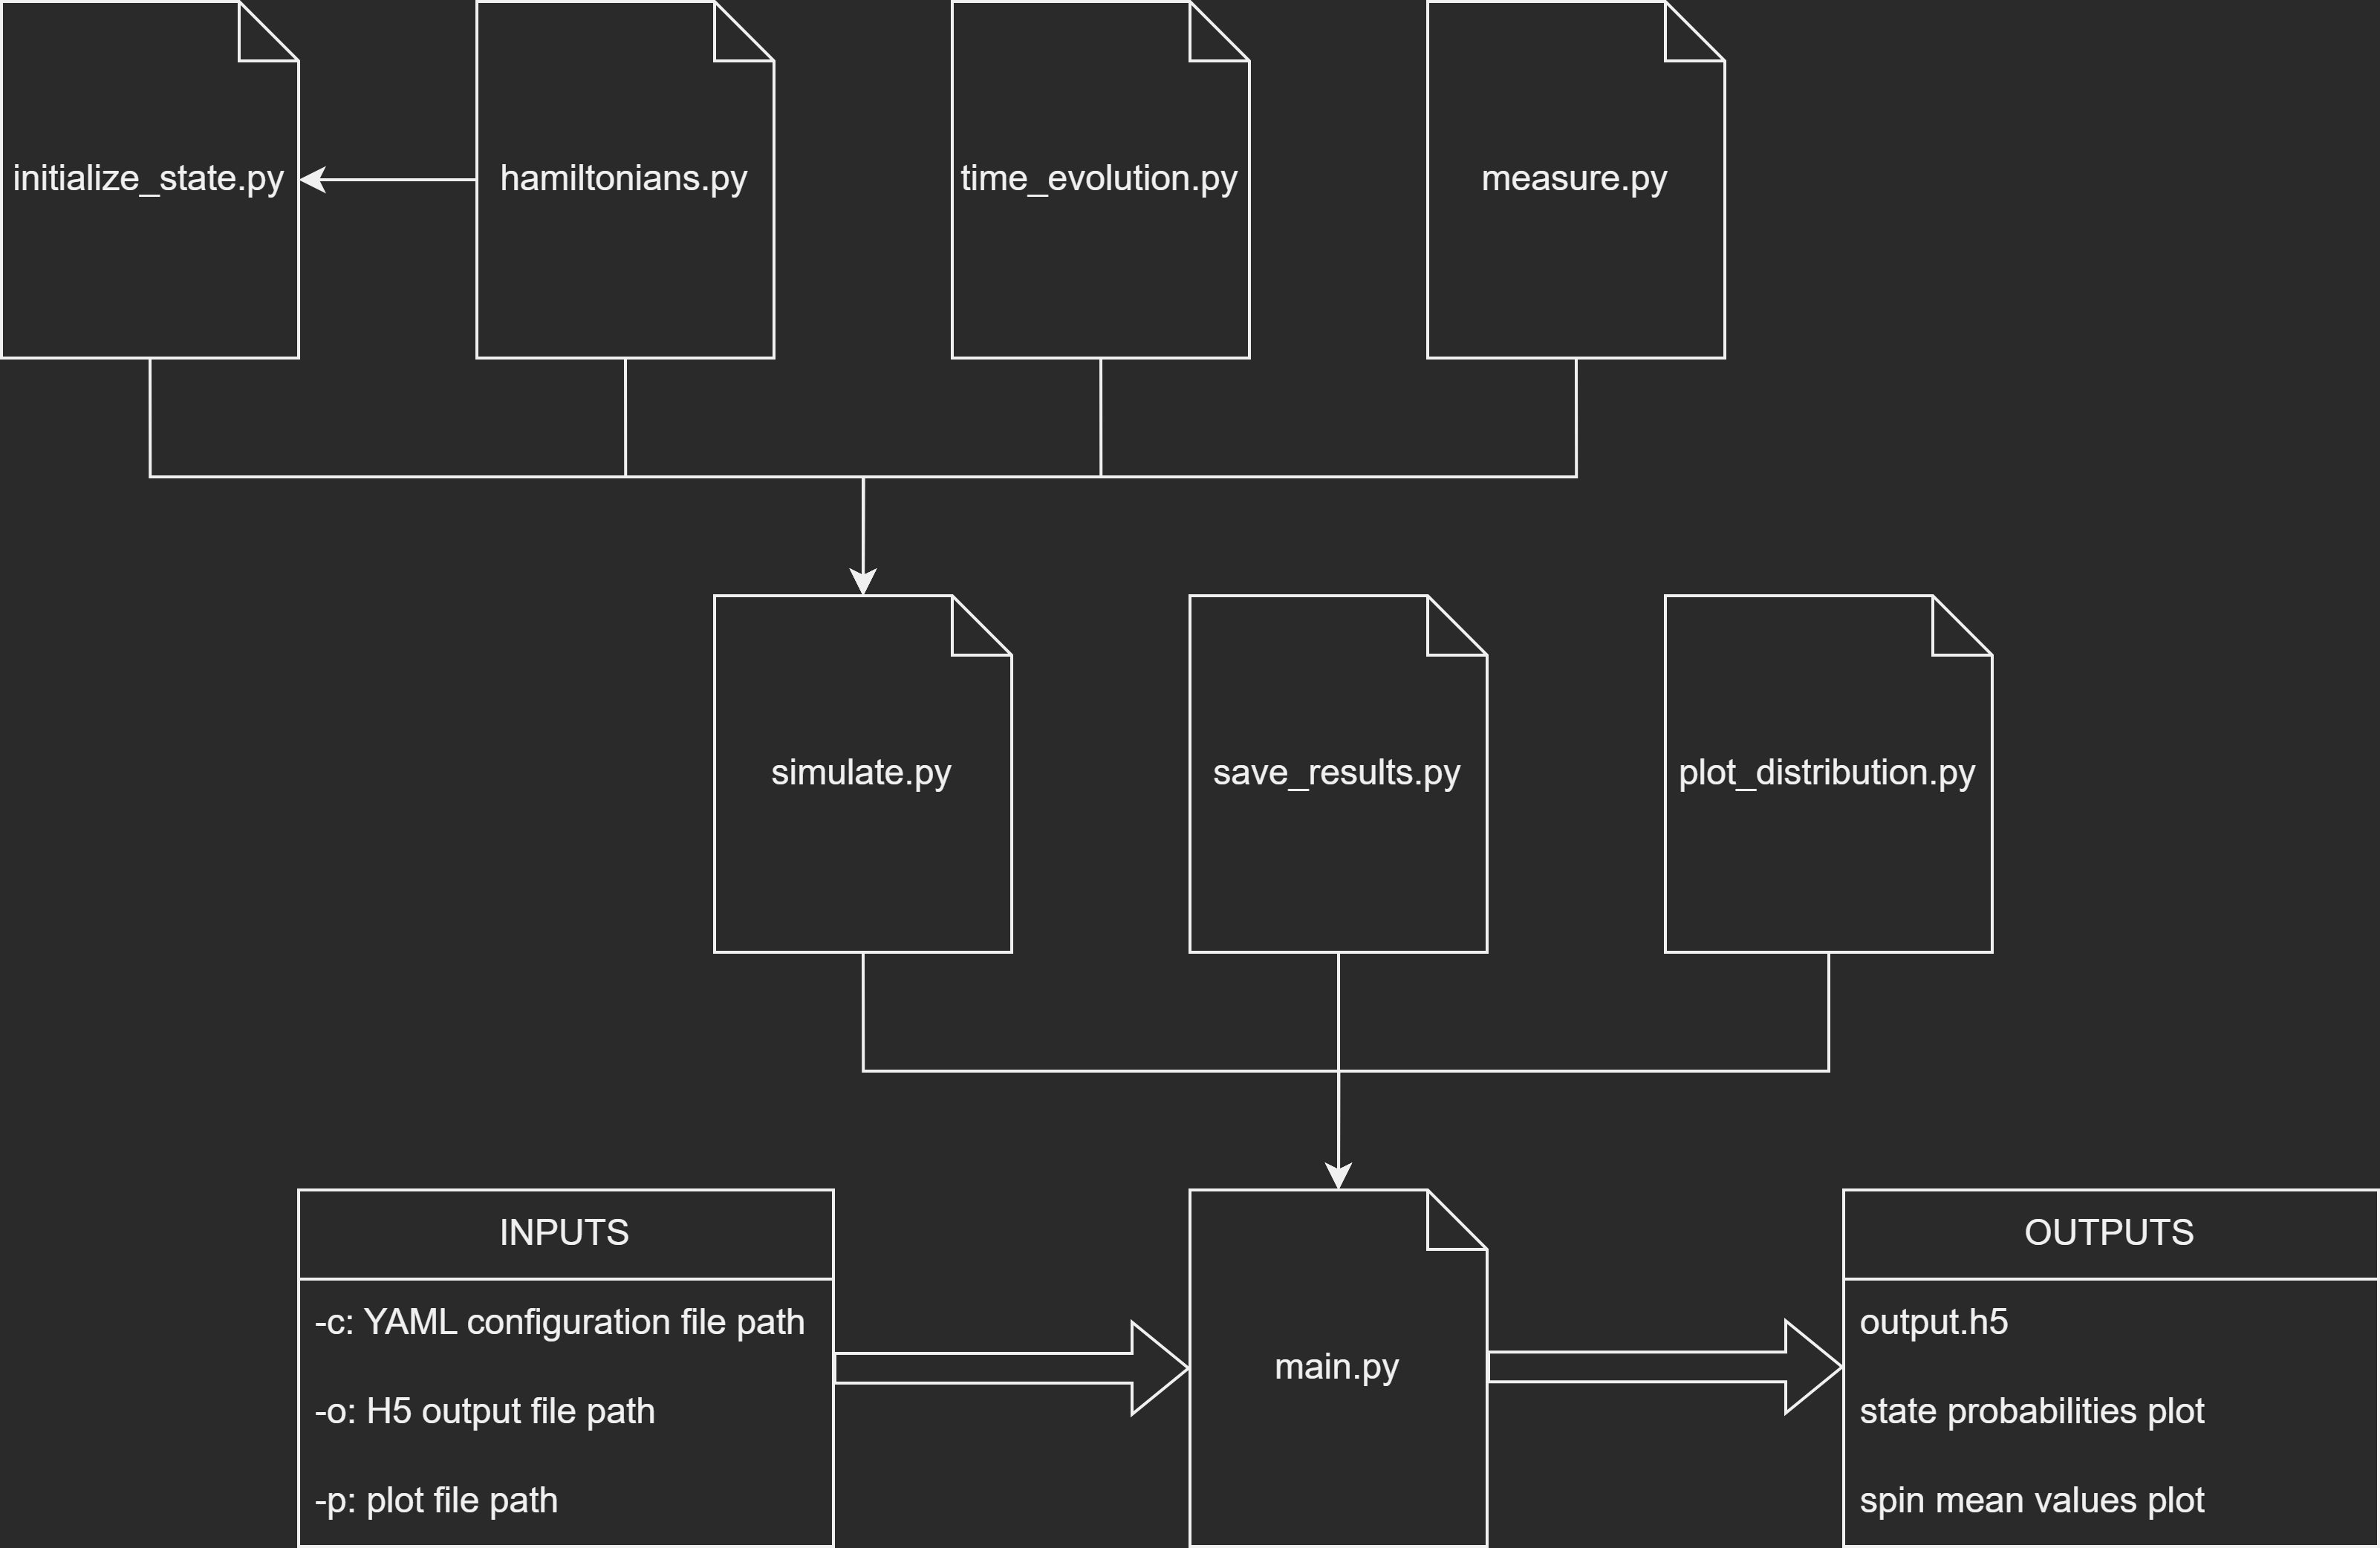 initialize_state.py
hamiltonians.py
time_evolution.py
measure.py
simulate.py
save_results.py
plot_distribution.py
INPUTS
-c: YAML configuration file path
-o: H5 output file path
-p: plot file path
main.py
OUTPUTS
output.h5
state probabilities plot
spin mean values plot